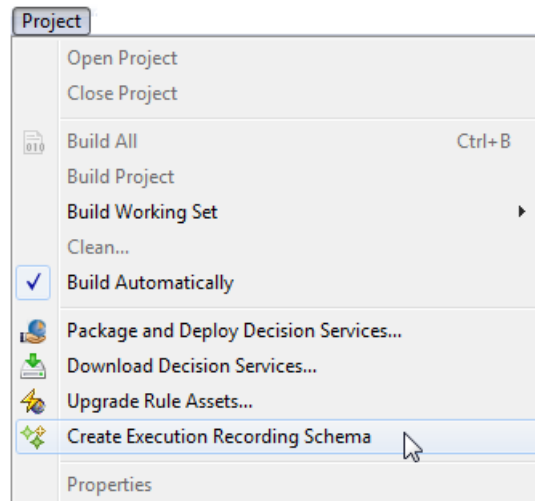 Project
Open Project
Close Project
010
Build All Ctrl+B
Build Project
Build Working Set
Clean...
Build Automatically
Package and Deploy Decision Services...
Download Decision Services...
Upgrade Rule Assets...
Create Execution Recording Schema
Properties